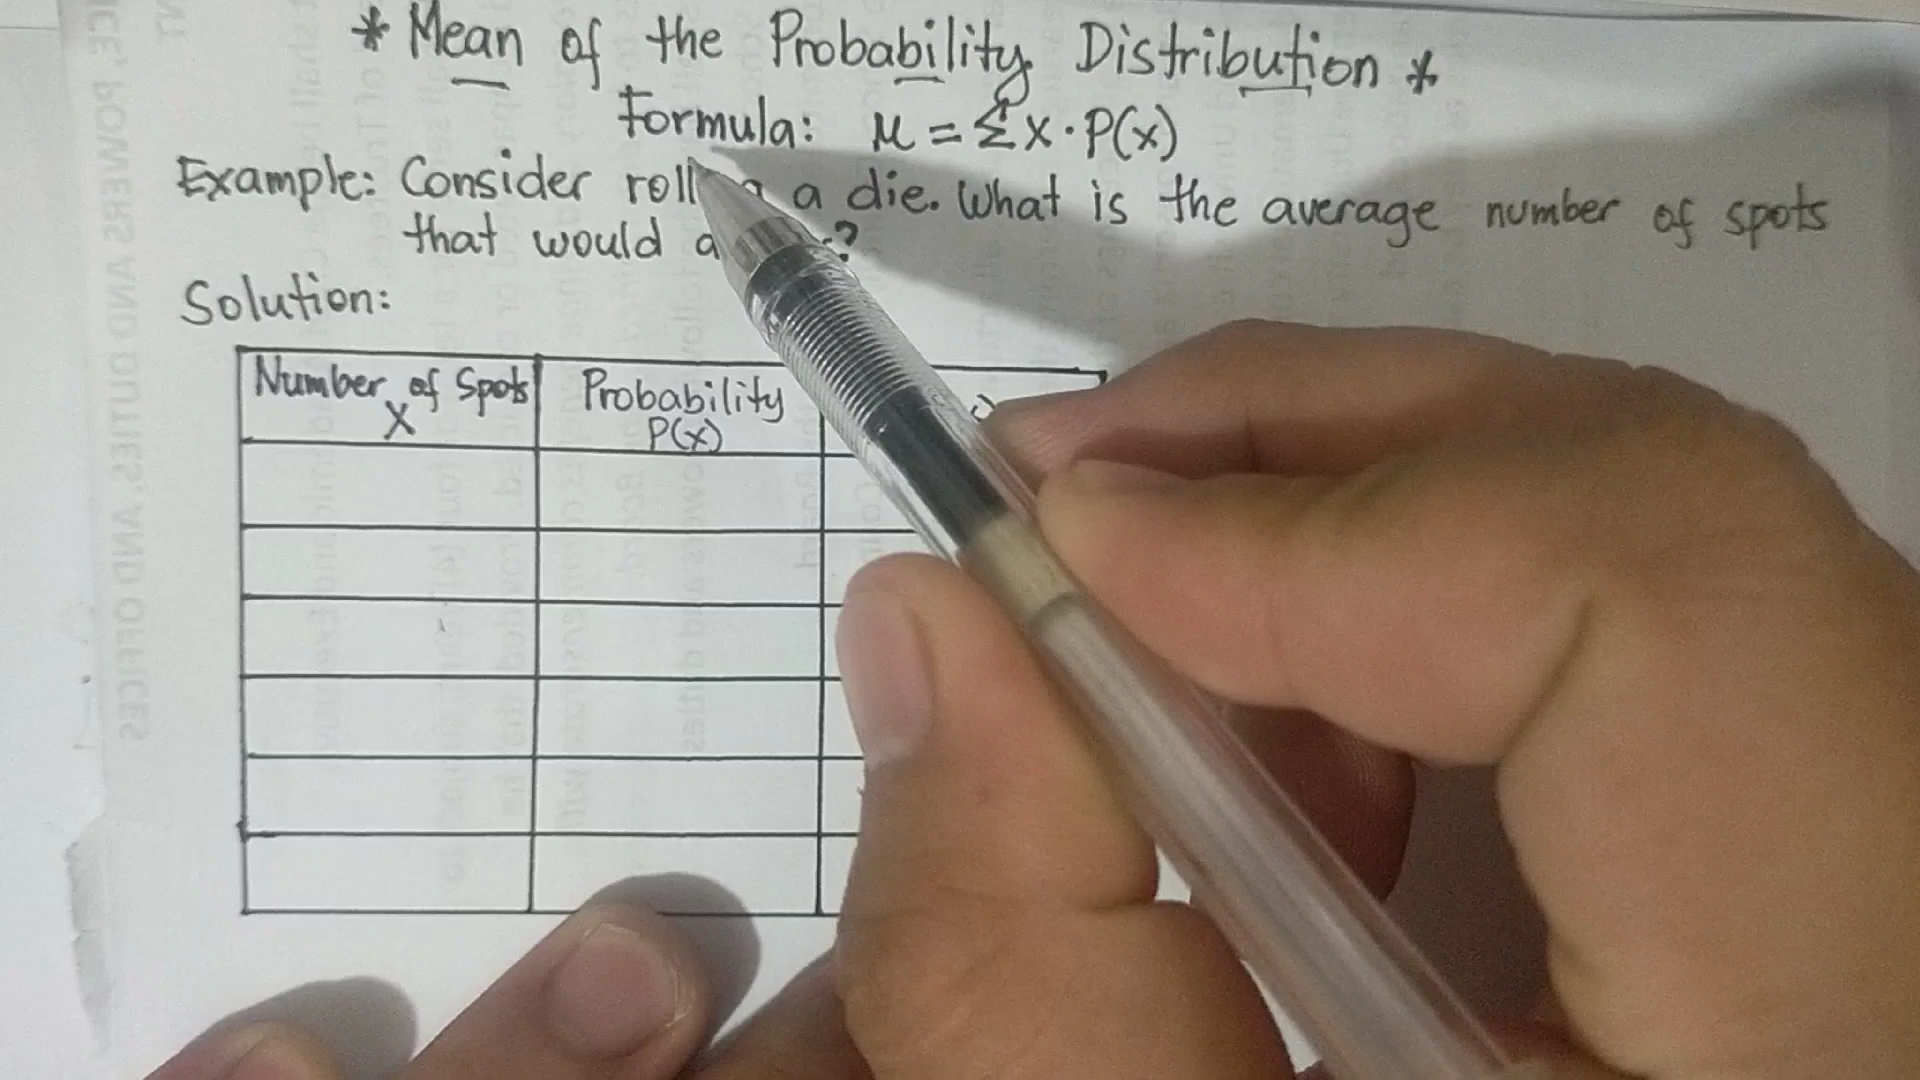 * Mean of the Probability Distribution *
Formula: μ = Σx·P(x)
Example: Consider a die. What is the average number of spots
that would ?
Solution:
Number of Spots
X
Probability
P(x)